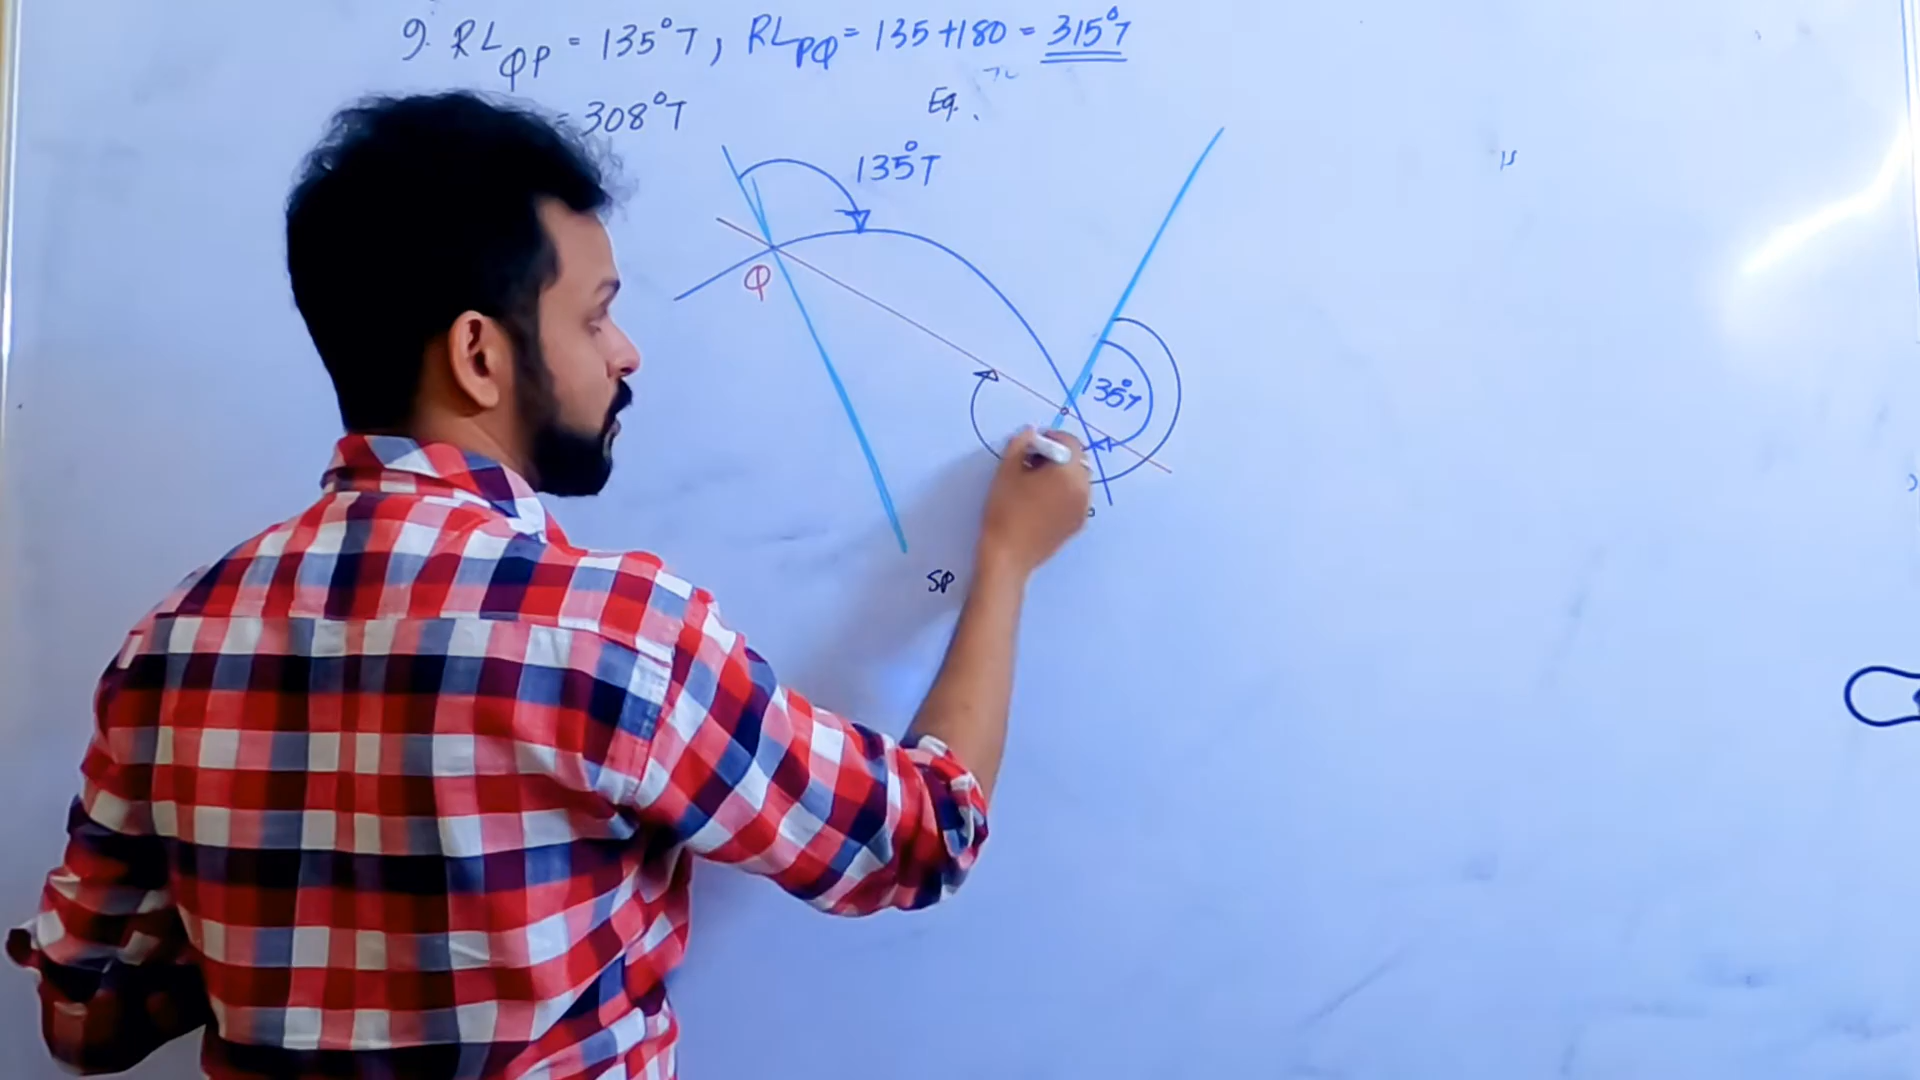 9. RL QP = 135°T, RL PQ = 135 + 180 = 315°T
= 308°T
Eq.
135°T
Q
135°T
SP